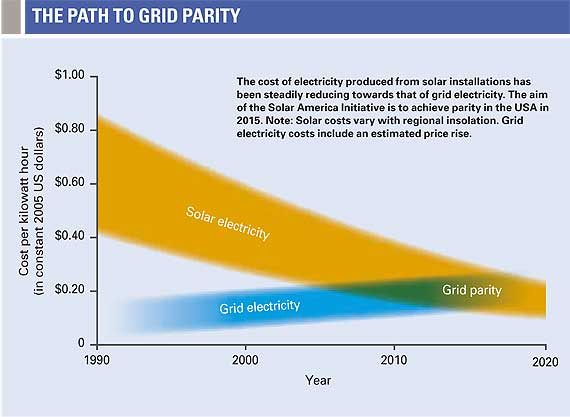 THE PATH TO GRID PARITY
The cost of electricity produced from solar installations has
been steadily reducing towards that of grid electricity. The aim
of the Solar America Initiative is to achieve parity in the USA in
2015. Note: Solar costs vary with regional insolation. Grid
electricity costs include an estimated price rise.
Cost per kilowatt hour
(in constant 2005 US dollars)
$1.00
$0.80
$0.60
$0.40
$0.20
0
Solar electricity
Grid electricity
Grid parity
1990
2000
2010
2020
Year